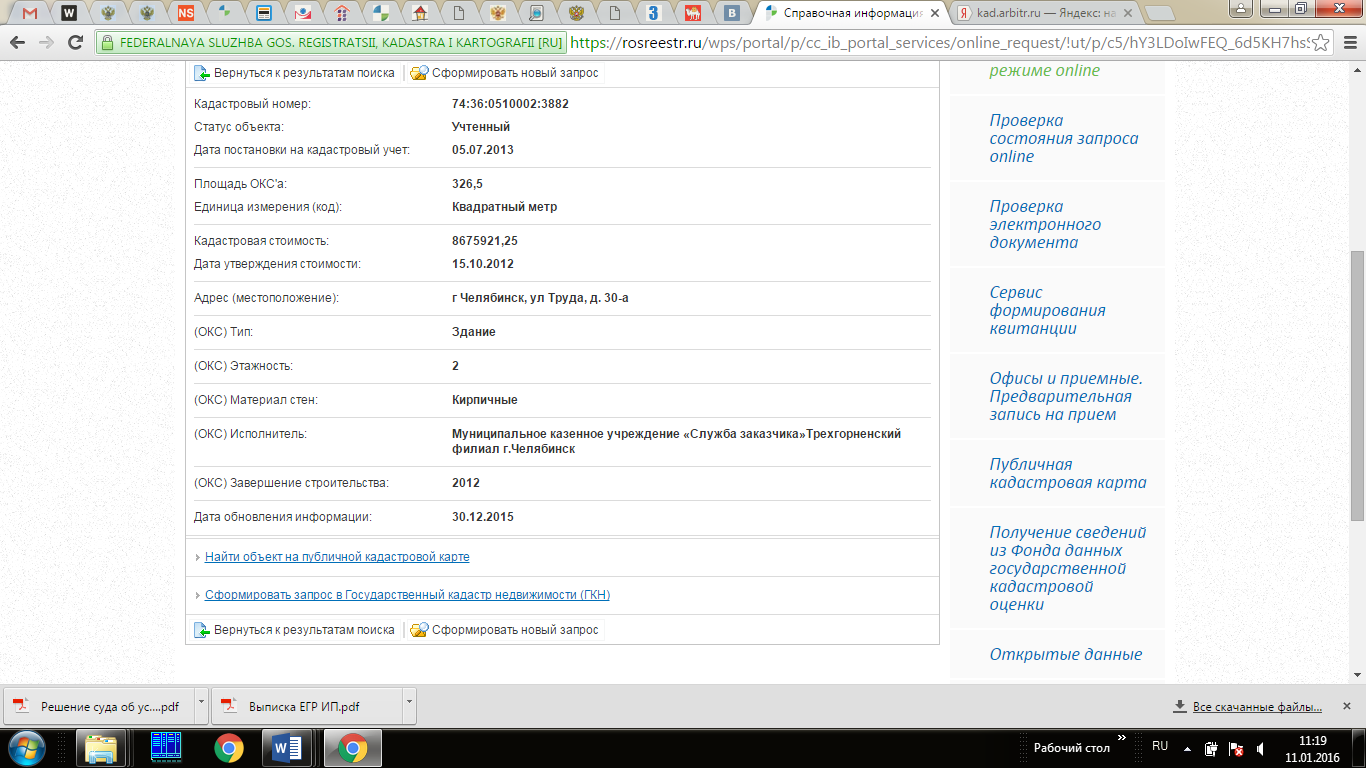 Справочная информация
kad.arbitr.ru — Яндекс: на
FEDERALNAYA SLUZHBA GOS. REGISTRATSII, KADASTRA I KARTOGRAFII [RU]
https://rosreestr.ru/wps/portal/p/cc_ib_portal_services/online_request/!ut/p/c5/hY3LDoIwFEQ_6d5KH7hsS
Вернуться к результатам поиска
Сформировать новый запрос
Кадастровый номер: 74:36:0510002:3882
Статус объекта: Учтенный
Дата постановки на кадастровый учет: 05.07.2013
Площадь ОКС'а: 326,5
Единица измерения (код): Квадратный метр
Кадастровая стоимость: 8675921,25
Дата утверждения стоимости: 15.10.2012
Адрес (местоположение): г Челябинск, ул Труда, д. 30-а
(ОКС) Тип: Здание
(ОКС) Этажность: 2
(ОКС) Материал стен: Кирпичные
(ОКС) Исполнитель: Муниципальное казенное учреждение «Служба заказчика»Трехгорненский
филиал г.Челябинск
(ОКС) Завершение строительства: 2012
Дата обновления информации: 30.12.2015
Найти объект на публичной кадастровой карте
Сформировать запрос в Государственный кадастр недвижимости (ГКН)
Вернуться к результатам поиска
Сформировать новый запрос
режиме online
Проверка
состояния запроса
online
Проверка
электронного
документа
Сервис
формирования
квитанции
Офисы и приемные.
Предварительная
запись на прием
Публичная
кадастровая карта
Получение сведений
из Фонда данных
государственной
кадастровой
оценки
Открытые данные
Решение суда об ус....pdf
Выписка ЕГР ИП.pdf
Все скачанные файлы...
Рабочий стол
RU
11:19
11.01.2016